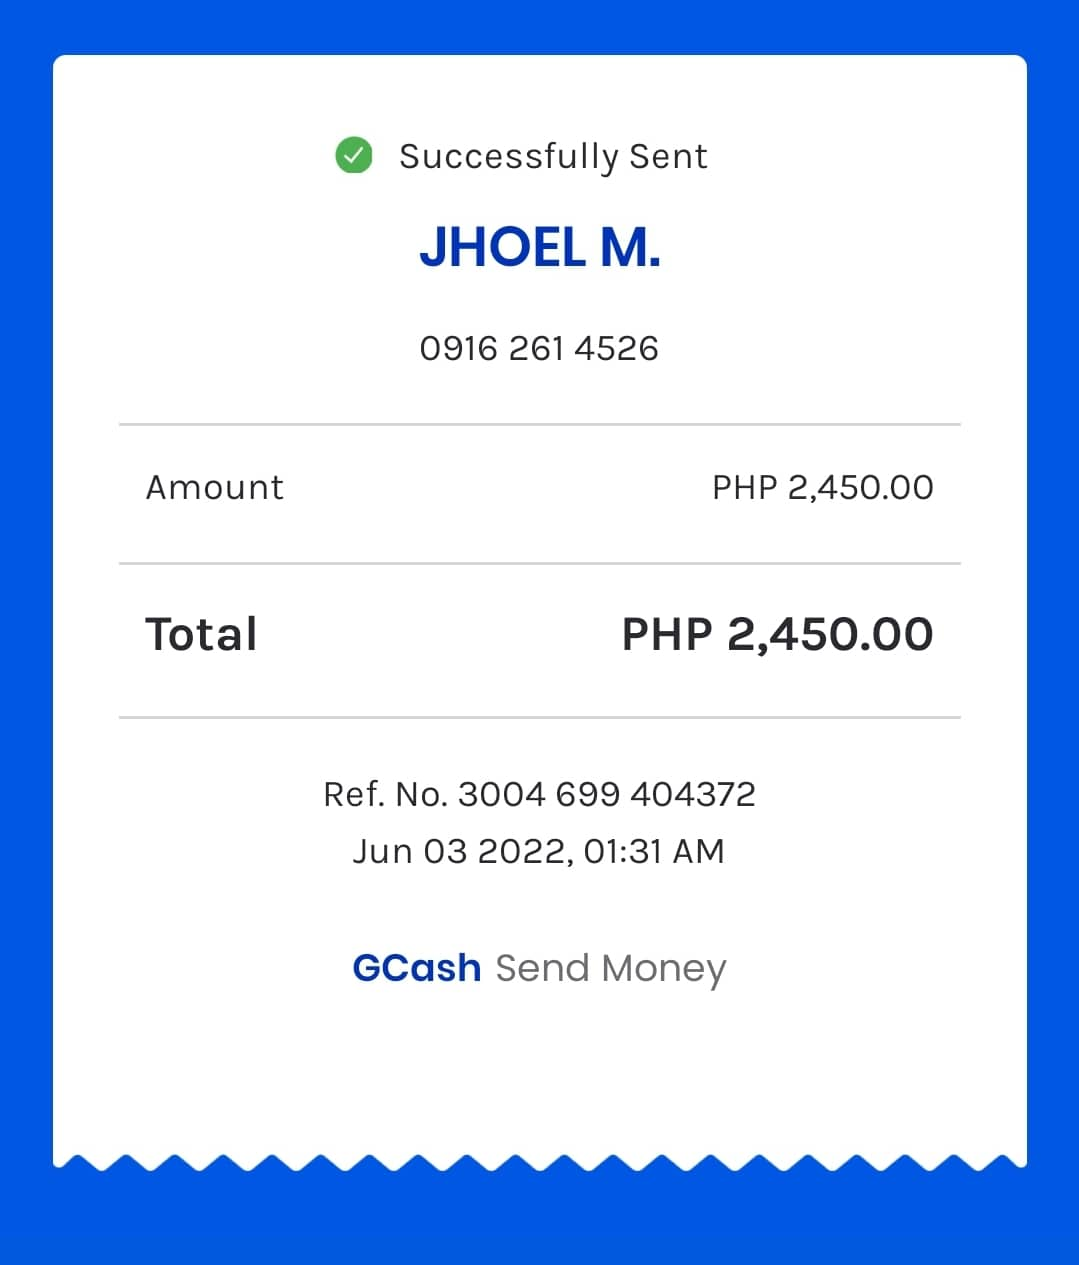 Successfully Sent
JHOEL M.
0916 261 4526
Amount PHP 2,450.00
Total PHP 2,450.00
Ref. No. 3004 699 404372
Jun 03 2022, 01:31 AM
GCash Send Money